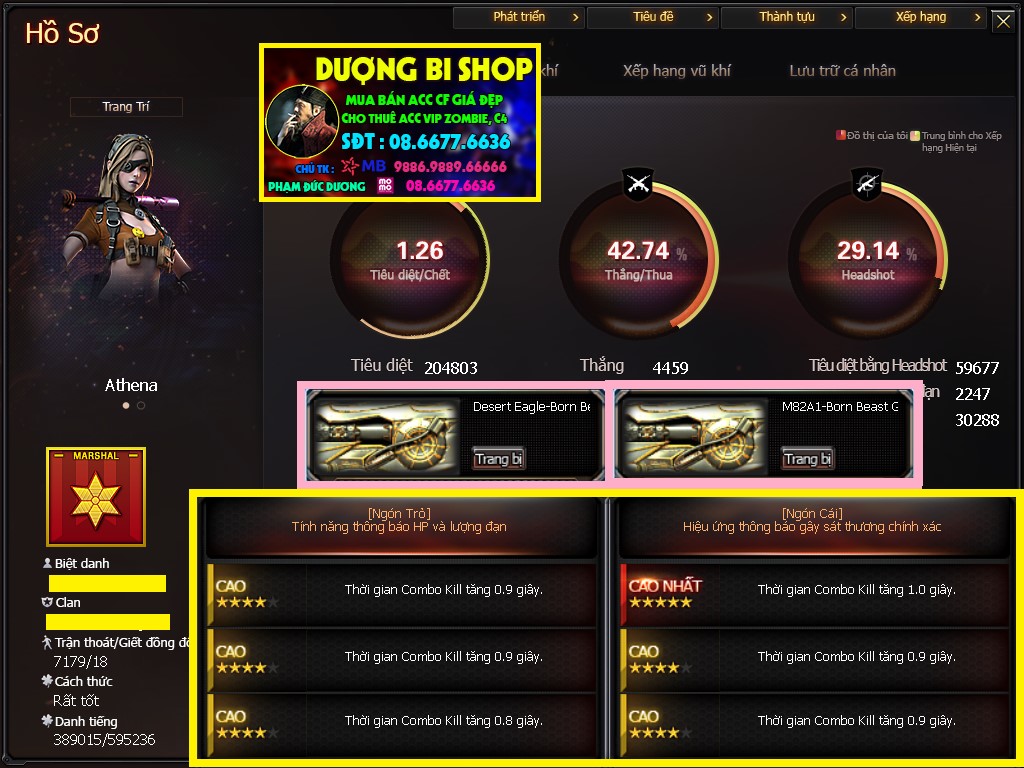 Hồ Sơ
Phát triển
Tiêu đề
Thành tựu
Xếp hạng
khí
Xếp hạng vũ khí
Lưu trữ cá nhân
DƯỢNG BI SHOP
MUA BÁN ACC CF GIÁ ĐẸP
CHO THUÊ ACC VIP ZOMBIE, C4
SĐT : 08.6677.6636
CHỦ TK : MB 9886.9889.66666
PHẠM ĐỨC DƯƠNG momo 08.6677.6636
Trang Trí
Đồ thị của tôi
Trung bình cho Xếp
hạng Hiện tại
1.26
Tiêu diệt/Chết
42.74 %
Thắng/Thua
29.14 %
Headshot
Tiêu diệt 204803
Thắng 4459
Tiêu diệt bằng Headshot 59677
ạn 2247
30288
Athena
Desert Eagle-Born Be
Trang bị
M82A1-Born Beast G
Trang bị
MARSHAL
Biệt danh
Clan
Trận thoát/Giết đồng độ
7179/18
Cách thức
Rất tốt
Danh tiếng
389015/595236
[Ngón Trỏ]
Tính năng thông báo HP và lượng đạn
CAO
Thời gian Combo Kill tăng 0.9 giây.
CAO
Thời gian Combo Kill tăng 0.9 giây.
CAO
Thời gian Combo Kill tăng 0.8 giây.
[Ngón Cái]
Hiệu ứng thông báo gây sát thương chính xác
CAO NHẤT
Thời gian Combo Kill tăng 1.0 giây.
CAO
Thời gian Combo Kill tăng 0.9 giây.
CAO
Thời gian Combo Kill tăng 0.9 giây.